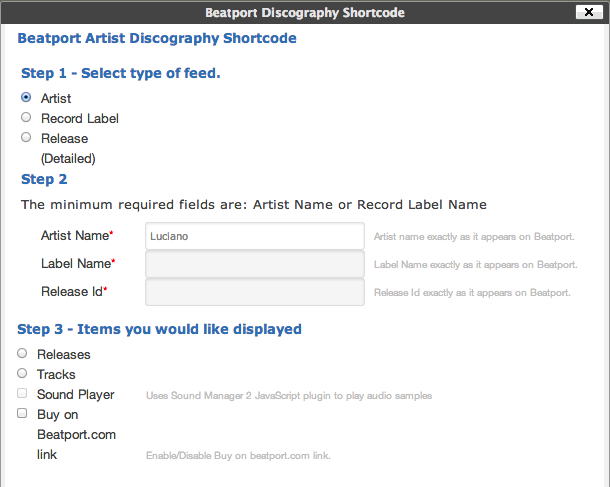 Beatport Discography Shortcode
Beatport Artist Discography Shortcode
Step 1 - Select type of feed.
Artist
Record Label
Release
(Detailed)
Step 2
The minimum required fields are: Artist Name or Record Label Name
Artist Name* Luciano Artist name exactly as it appears on Beatport.
Label Name* Label Name exactly as it appears on Beatport.
Release Id* Release Id exactly as it appears on Beatport.
Step 3 - Items you would like displayed
Releases
Tracks
Sound Player Uses Sound Manager 2 JavaScript plugin to play audio samples
Buy on
Beatport.com
link Enable/Disable Buy on beatport.com link.